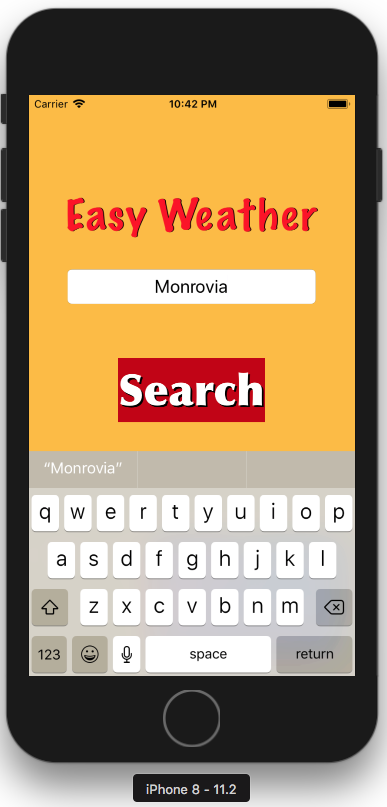 Carrier 10:42 PM
Easy Weather
Monrovia
Search
“Monrovia”
q w e r t y u i o p
a s d f g h j k l
z x c v b n m
123 space return
iPhone 8 - 11.2